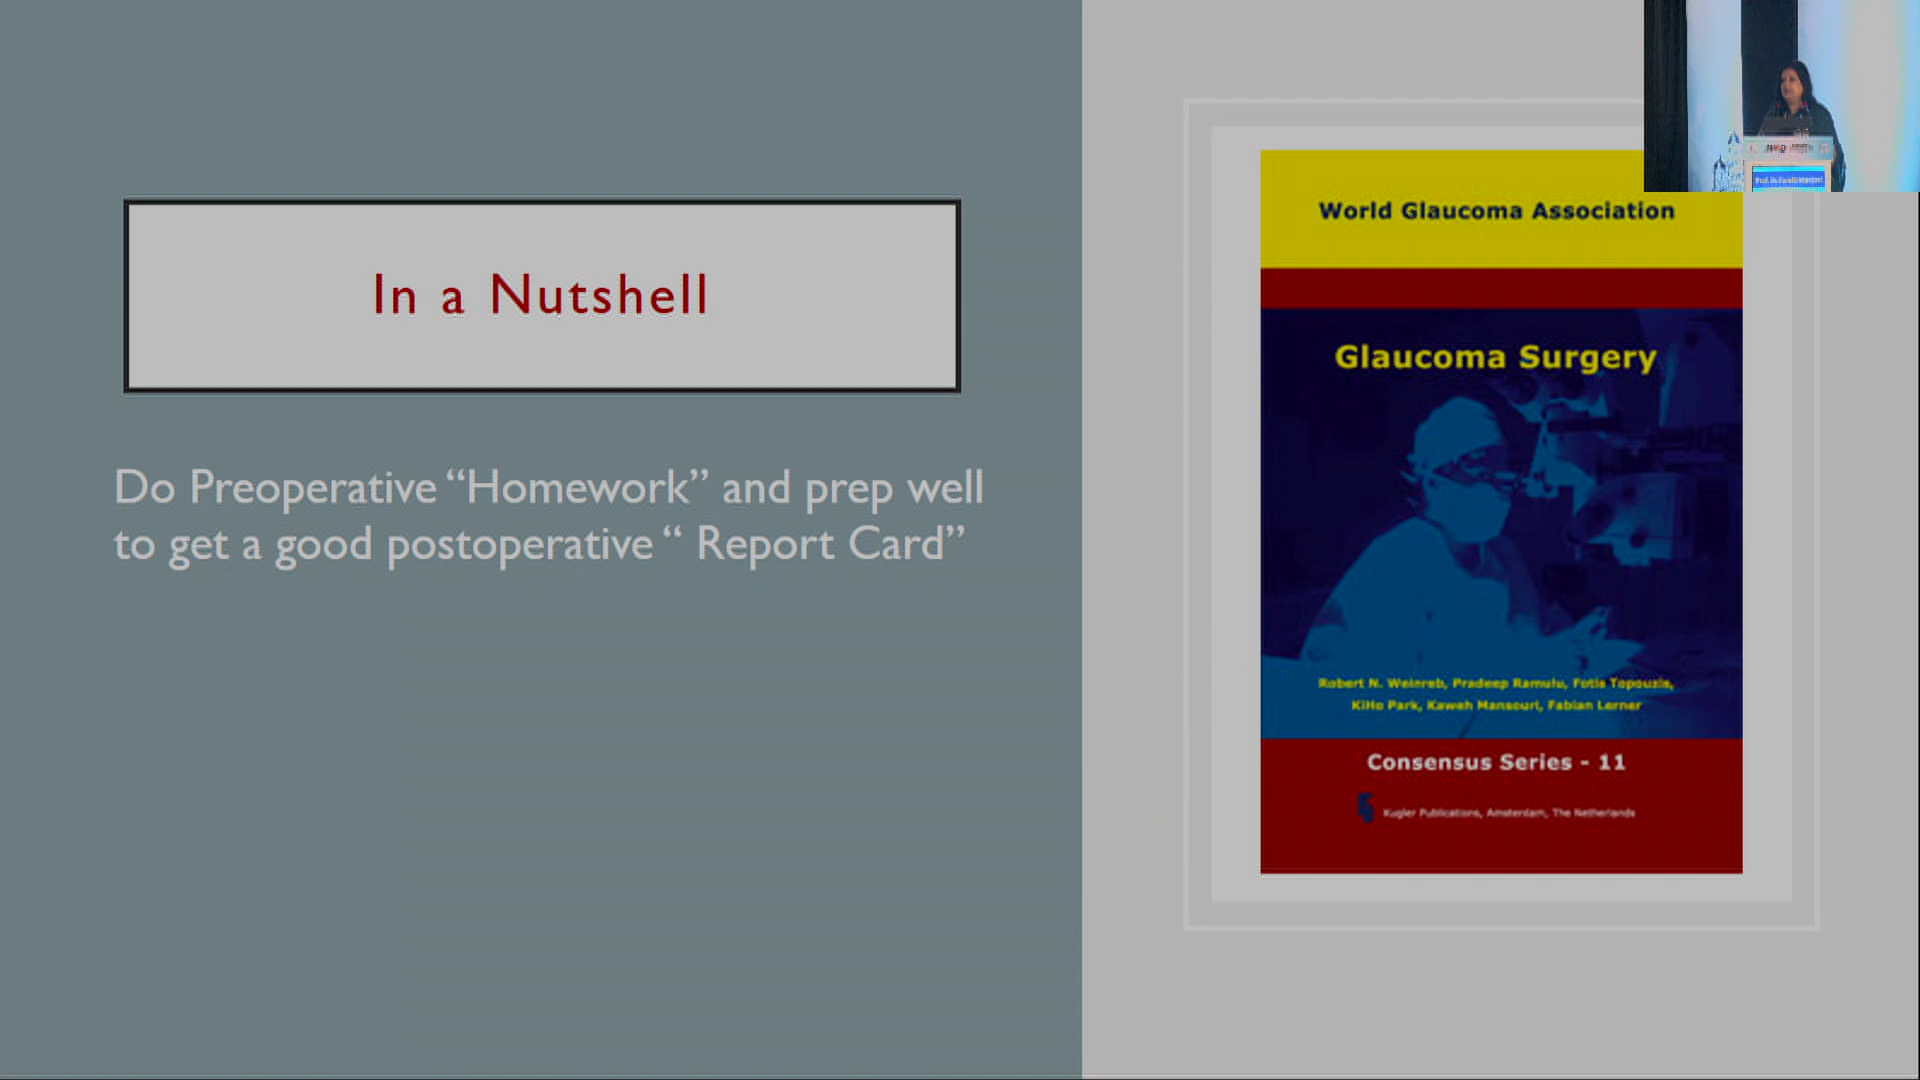 In a Nutshell
Do Preoperative “Homework” and prep well
to get a good postoperative “ Report Card”
World Glaucoma Association
Glaucoma Surgery
Robert N. Weinreb, Pradeep Ramulu, Fotis Topouzis,
KiHo Park, Kaweh Mansouri, Fabian Lerner
Consensus Series - 11
Kugler Publications, Amsterdam, The Netherlands